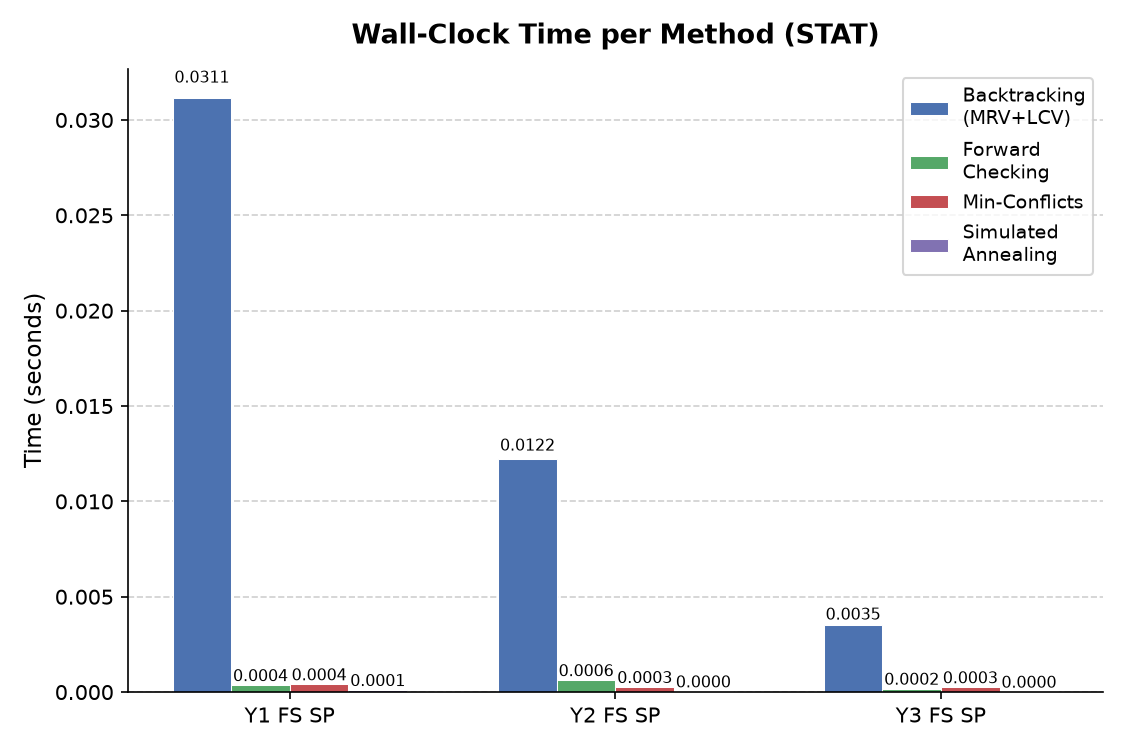 Wall-Clock Time per Method (STAT)
Time (seconds)
0.030
0.025
0.020
0.015
0.010
0.005
0.000
0.0311
0.0004
0.0004
0.0001
0.0122
0.0006
0.0003
0.0000
0.0035
0.0002
0.0003
0.0000
Y1 FS SP
Y2 FS SP
Y3 FS SP
Backtracking
(MRV+LCV)
Forward
Checking
Min-Conflicts
Simulated
Annealing